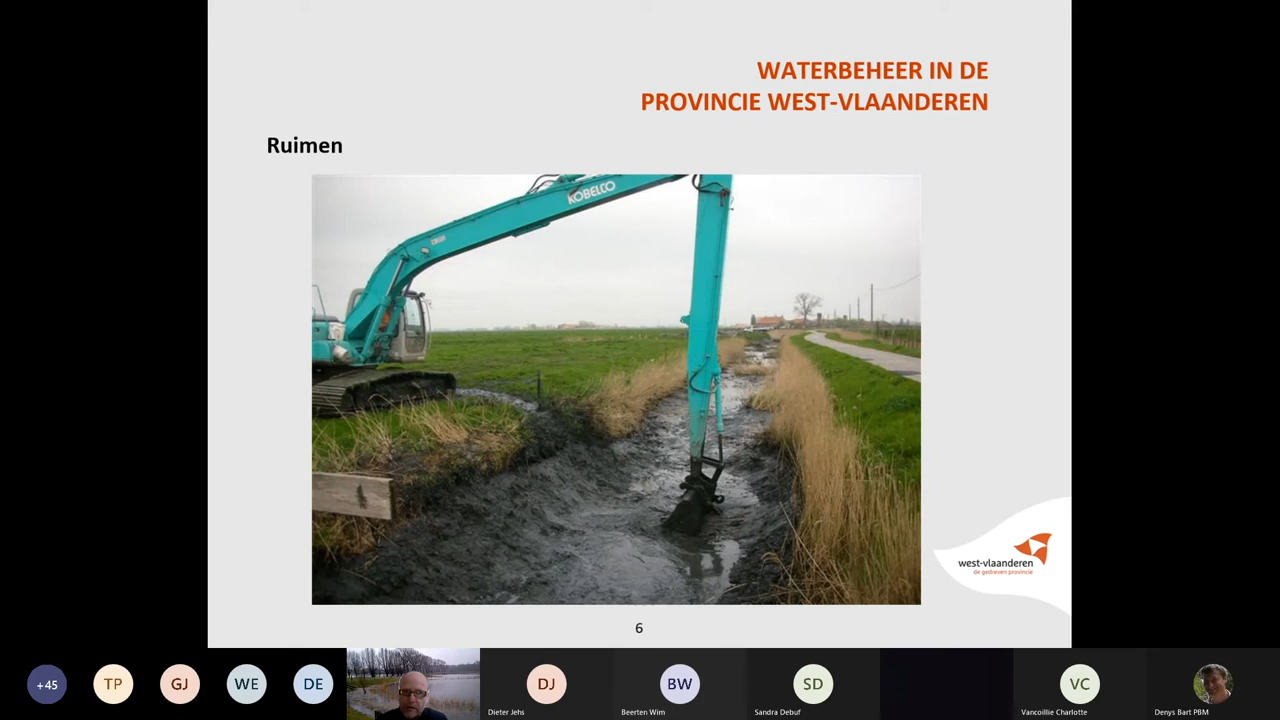 WATERBEHEER IN DE
PROVINCIE WEST-VLAANDEREN
Ruimen
KOBELCO
west-vlaanderen
de gedreven provincie
6
+45
TP
GJ
WE
DE
DJ
BW
SD
VC
Dieter Jehs
Beerten Wim
Sandra Debuf
Vancoillie Charlotte
Denys Bart PBM